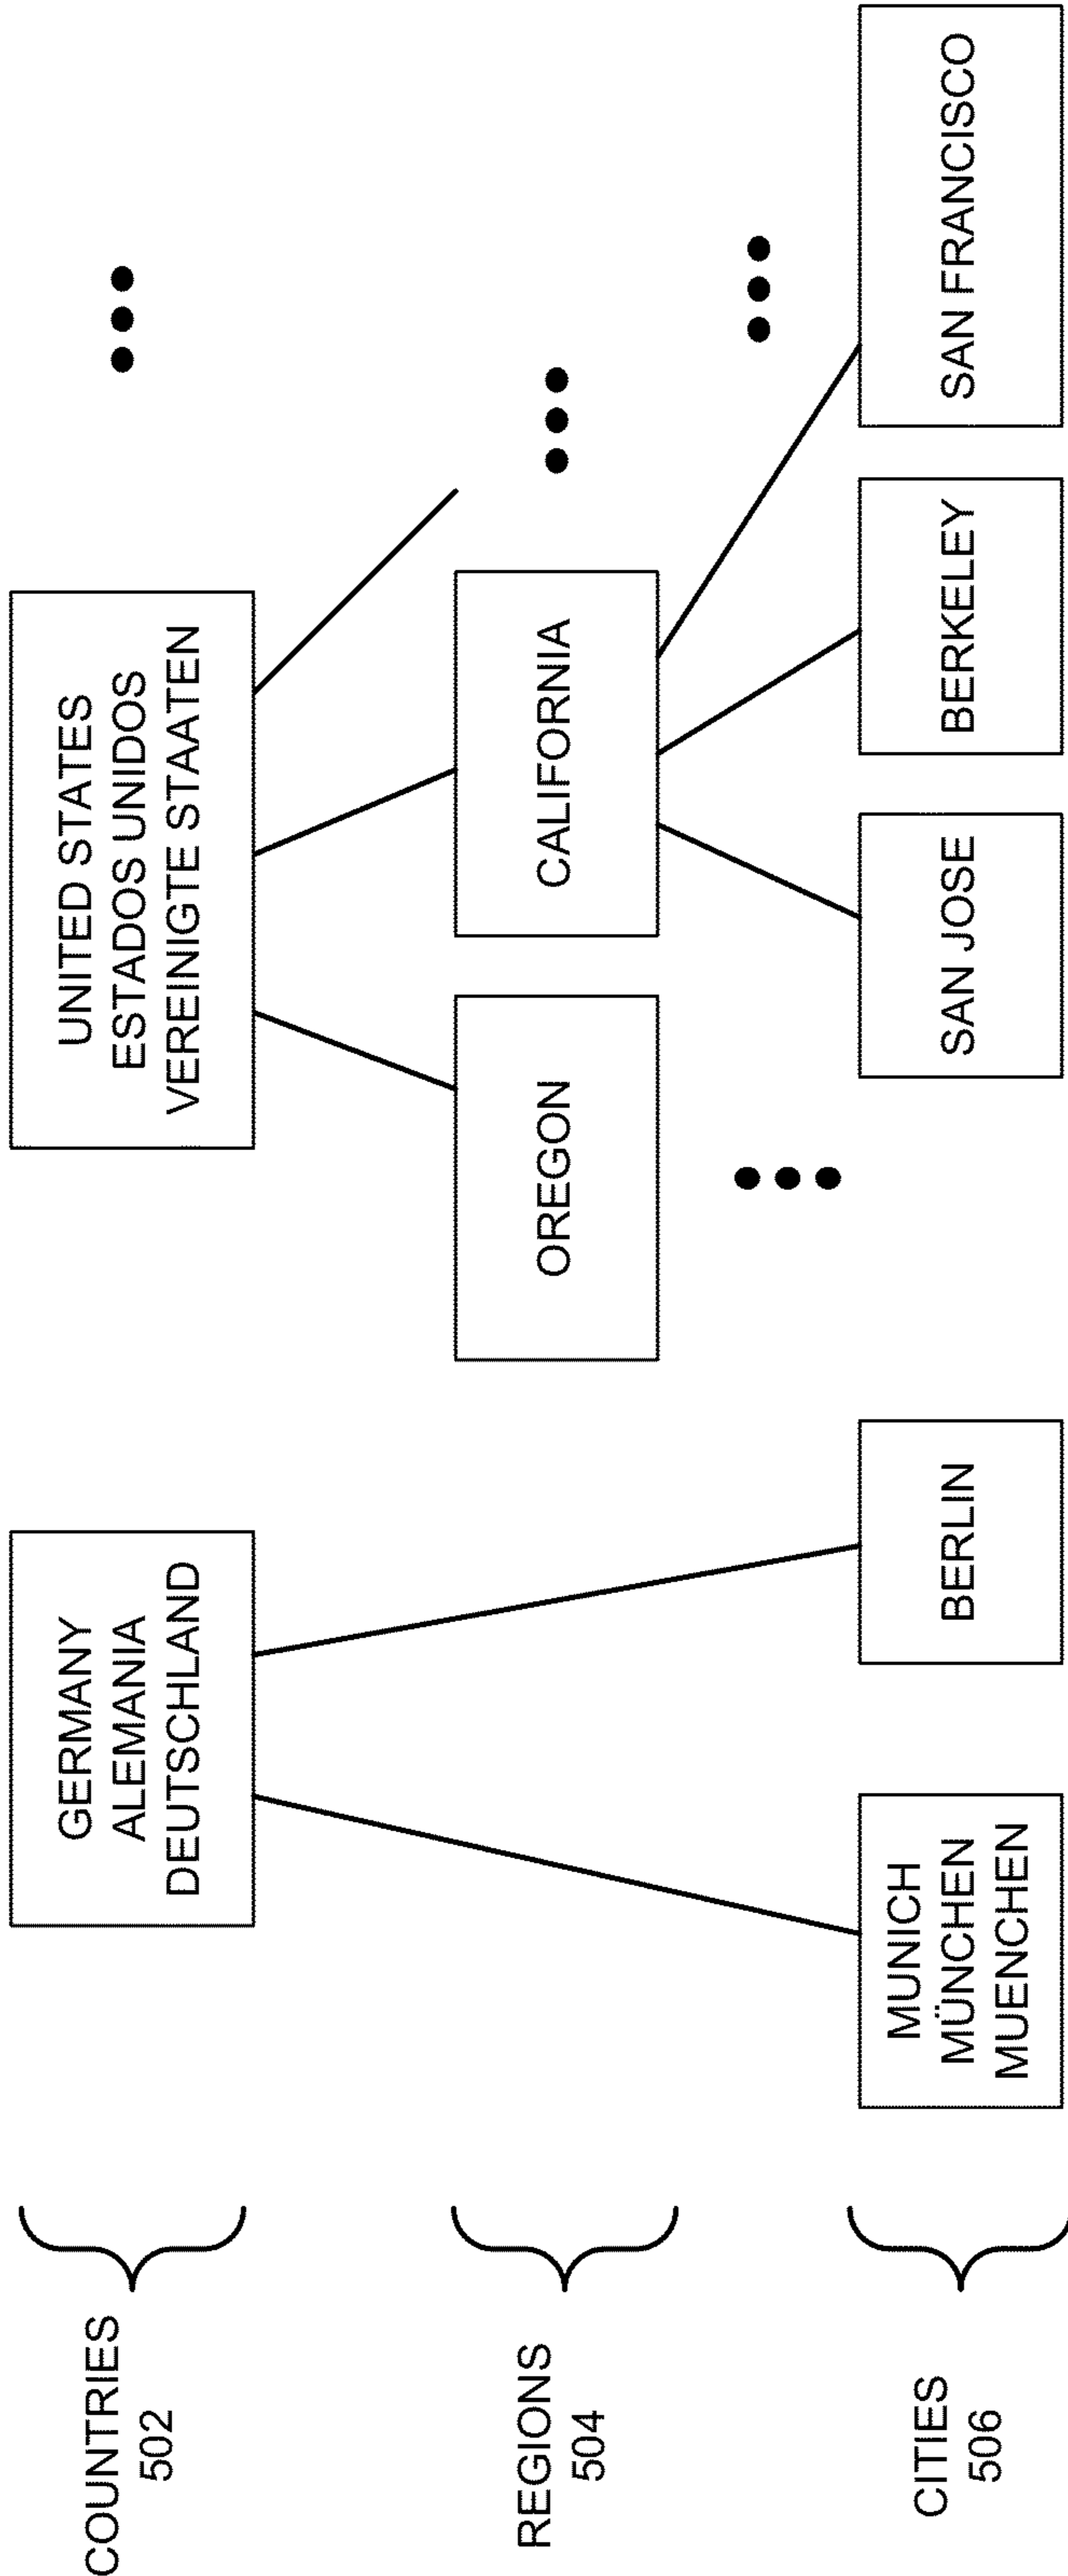 COUNTRIES
502
GERMANY
ALEMANIA
DEUTSCHLAND
UNITED STATES
ESTADOS UNIDOS
VEREINIGTE STAATEN
REGIONS
504
OREGON
CALIFORNIA
CITIES
506
MUNICH
MÜNCHEN
MUENCHEN
BERLIN
SAN JOSE
BERKELEY
SAN FRANCISCO